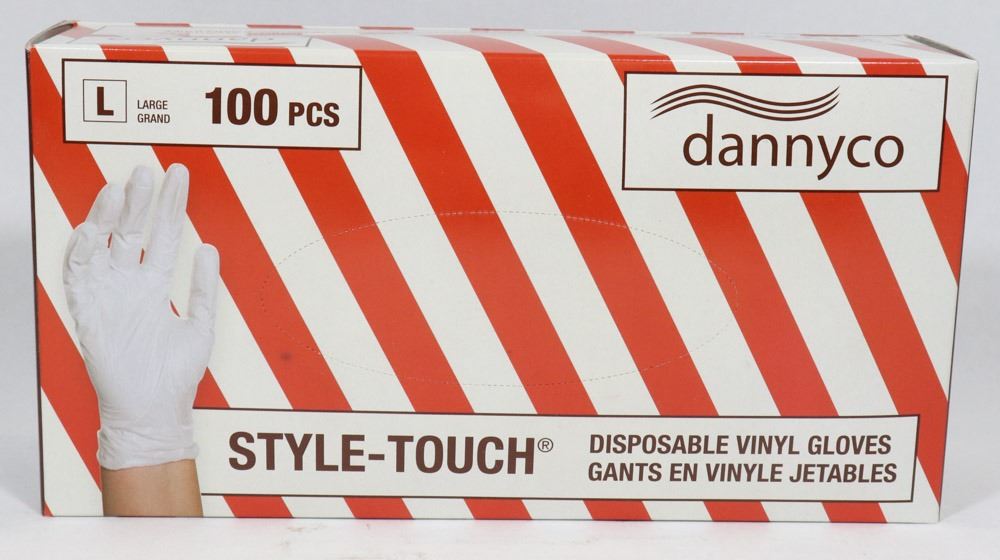 L
LARGE
GRAND
100 PCS
dannyco
STYLE-TOUCH®
DISPOSABLE VINYL GLOVES
GANTS EN VINYLE JETABLES